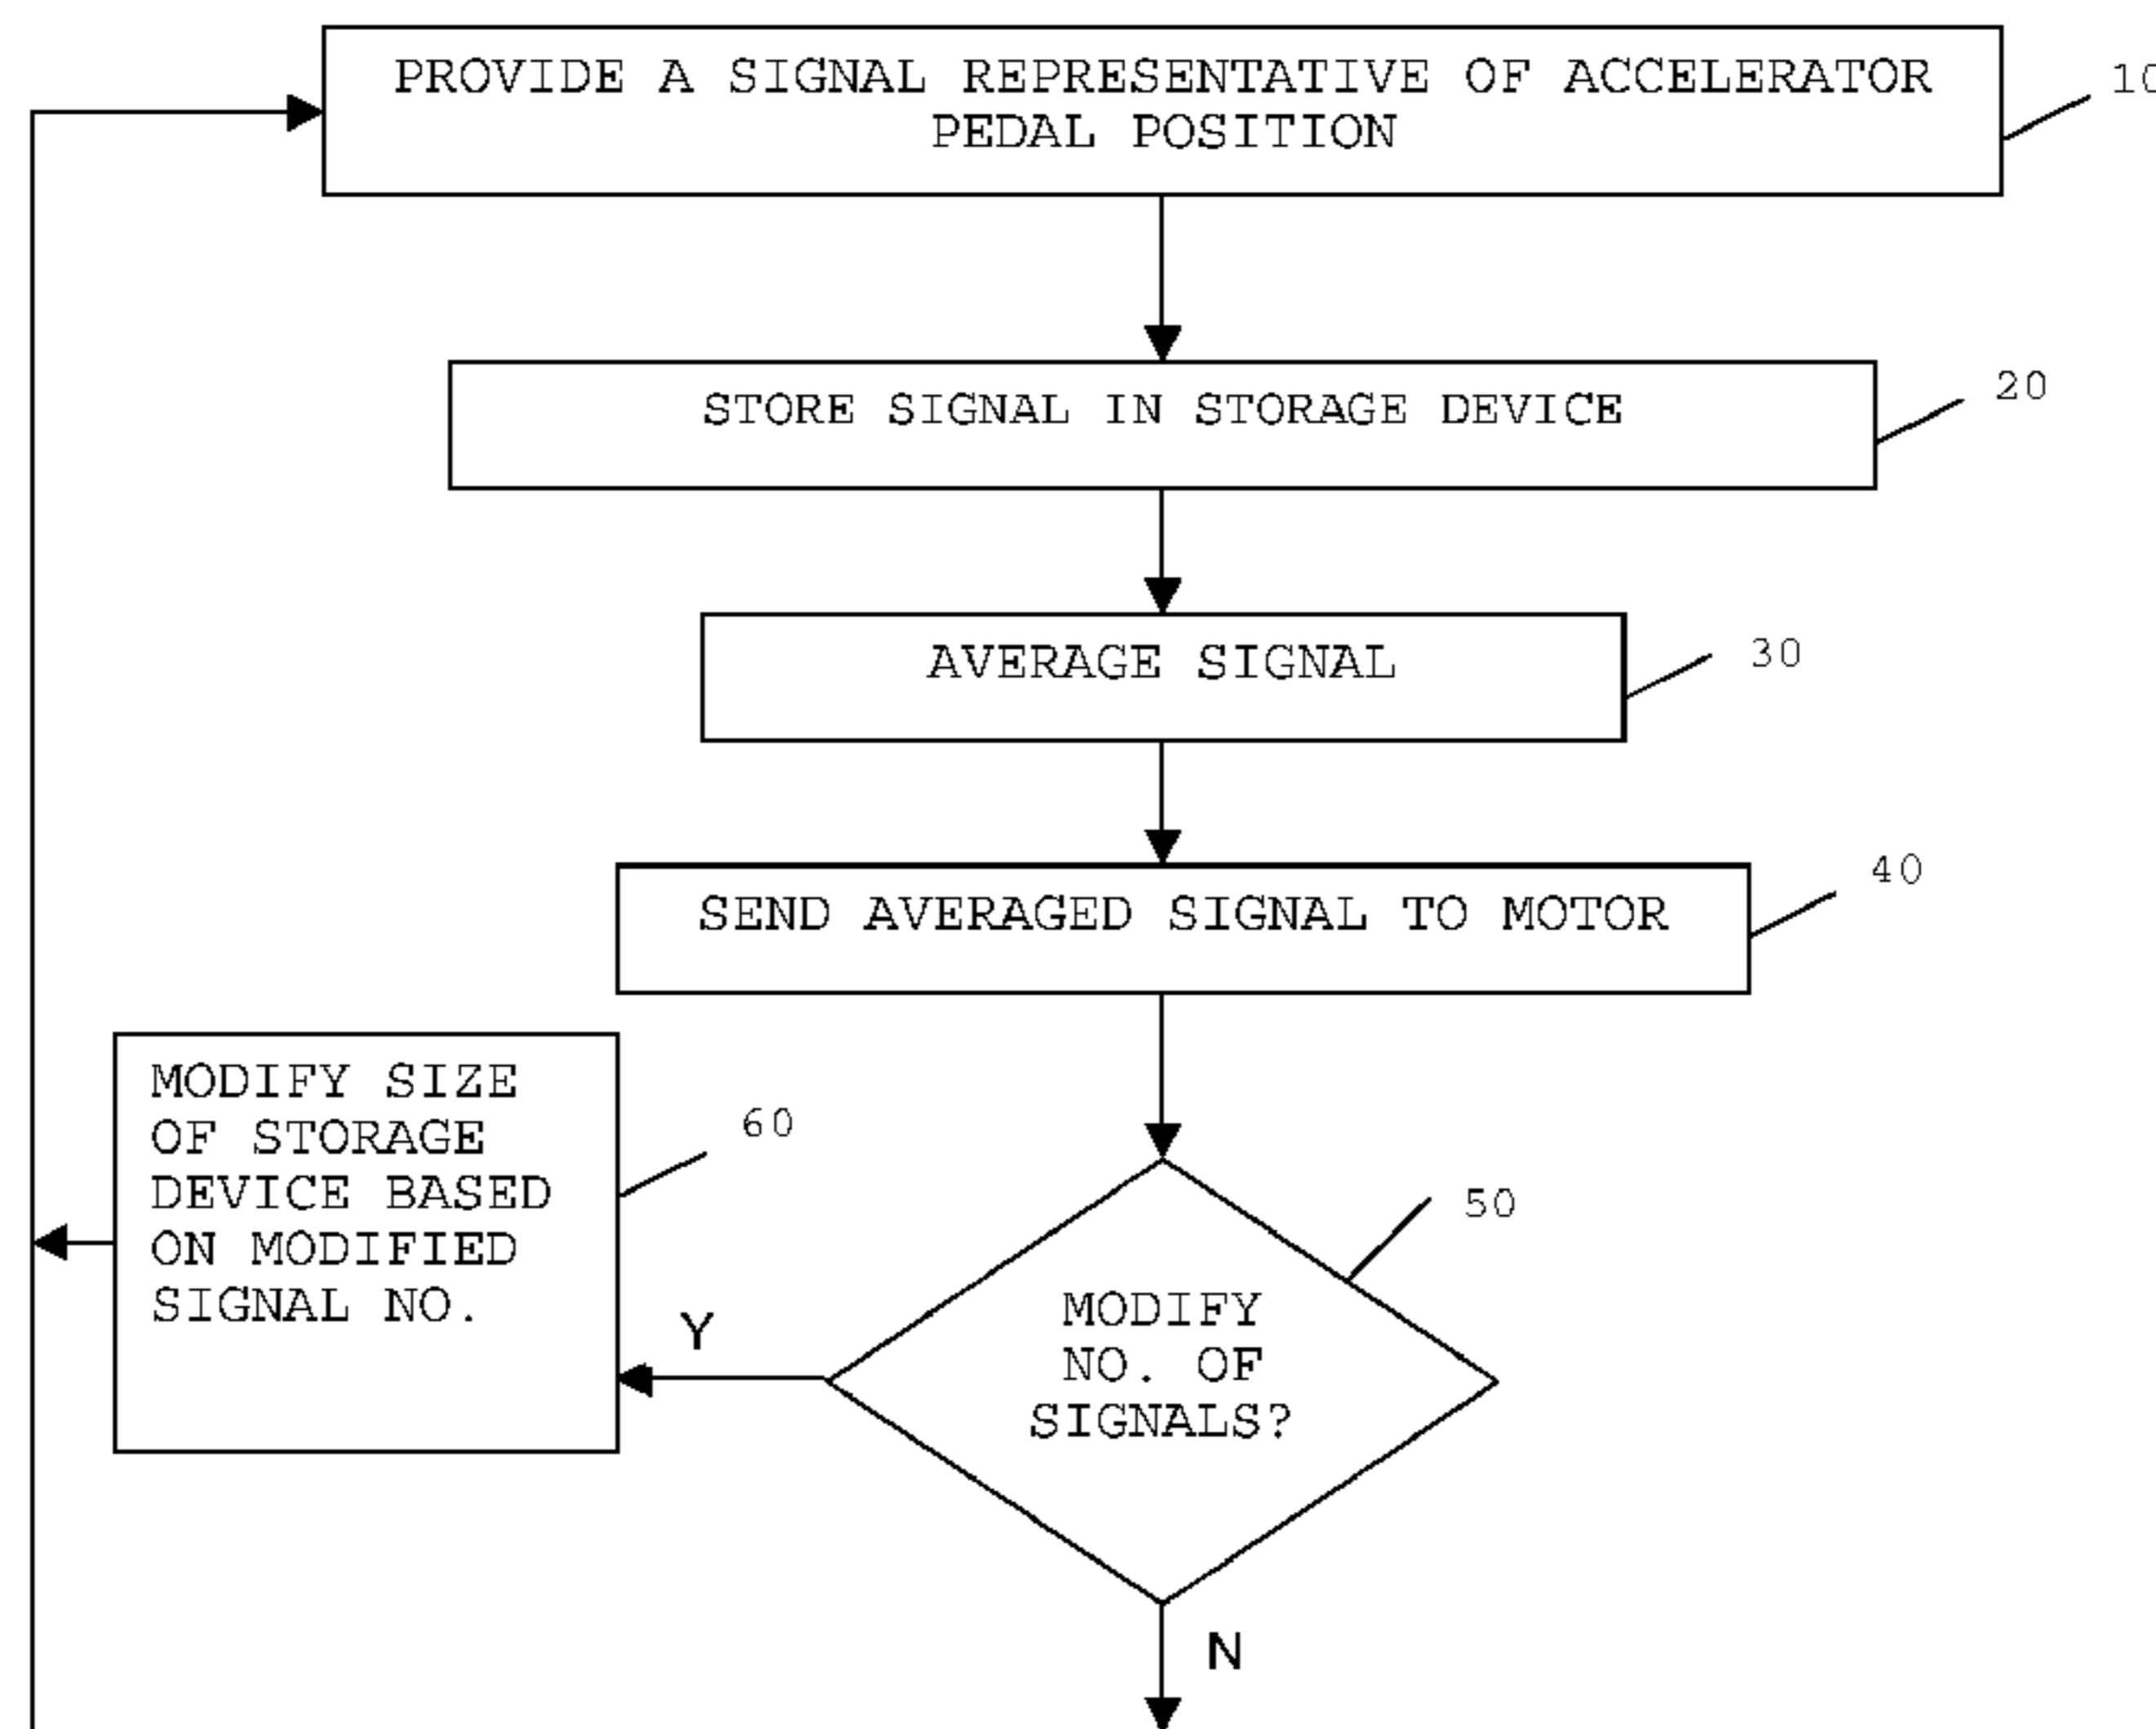 PROVIDE A SIGNAL REPRESENTATIVE OF ACCELERATOR
PEDAL POSITION
10
STORE SIGNAL IN STORAGE DEVICE
20
AVERAGE SIGNAL
30
SEND AVERAGED SIGNAL TO MOTOR
40
MODIFY SIZE
OF STORAGE
DEVICE BASED
ON MODIFIED
SIGNAL NO.
60
Y
MODIFY
NO. OF
SIGNALS?
50
N